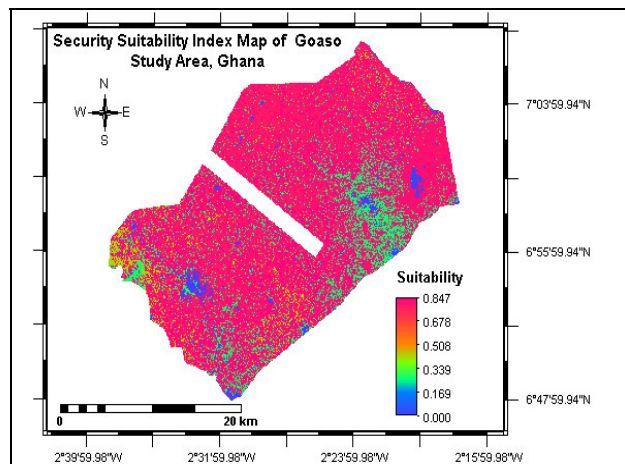 Security Suitability Index Map of Goaso
Study Area, Ghana
N
W E
S
7°03'59.94"N
6°55'59.94"N
6°47'59.94"N
Suitability
0.847
0.678
0.508
0.339
0.169
0.000
0 20 km
2°39'59.98"W 2°31'59.98"W 2°23'59.98"W 2°15'59.98"W